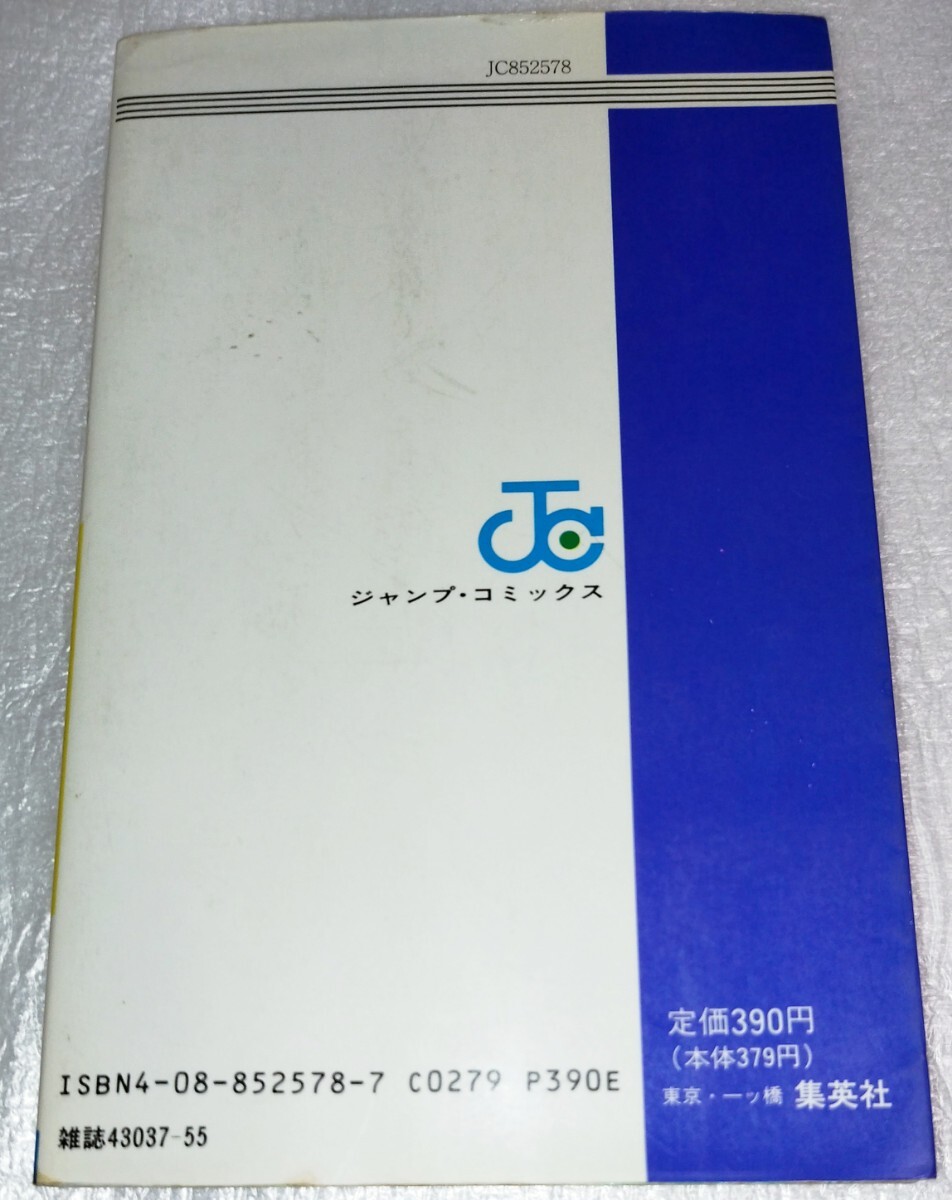 JC852578
JC
ジャンプ・コミックス
定価390円
(本体379円)
東京・一ッ橋 集英社
ISBN4-08-852578-7 C0279 P390E
雑誌43037-55